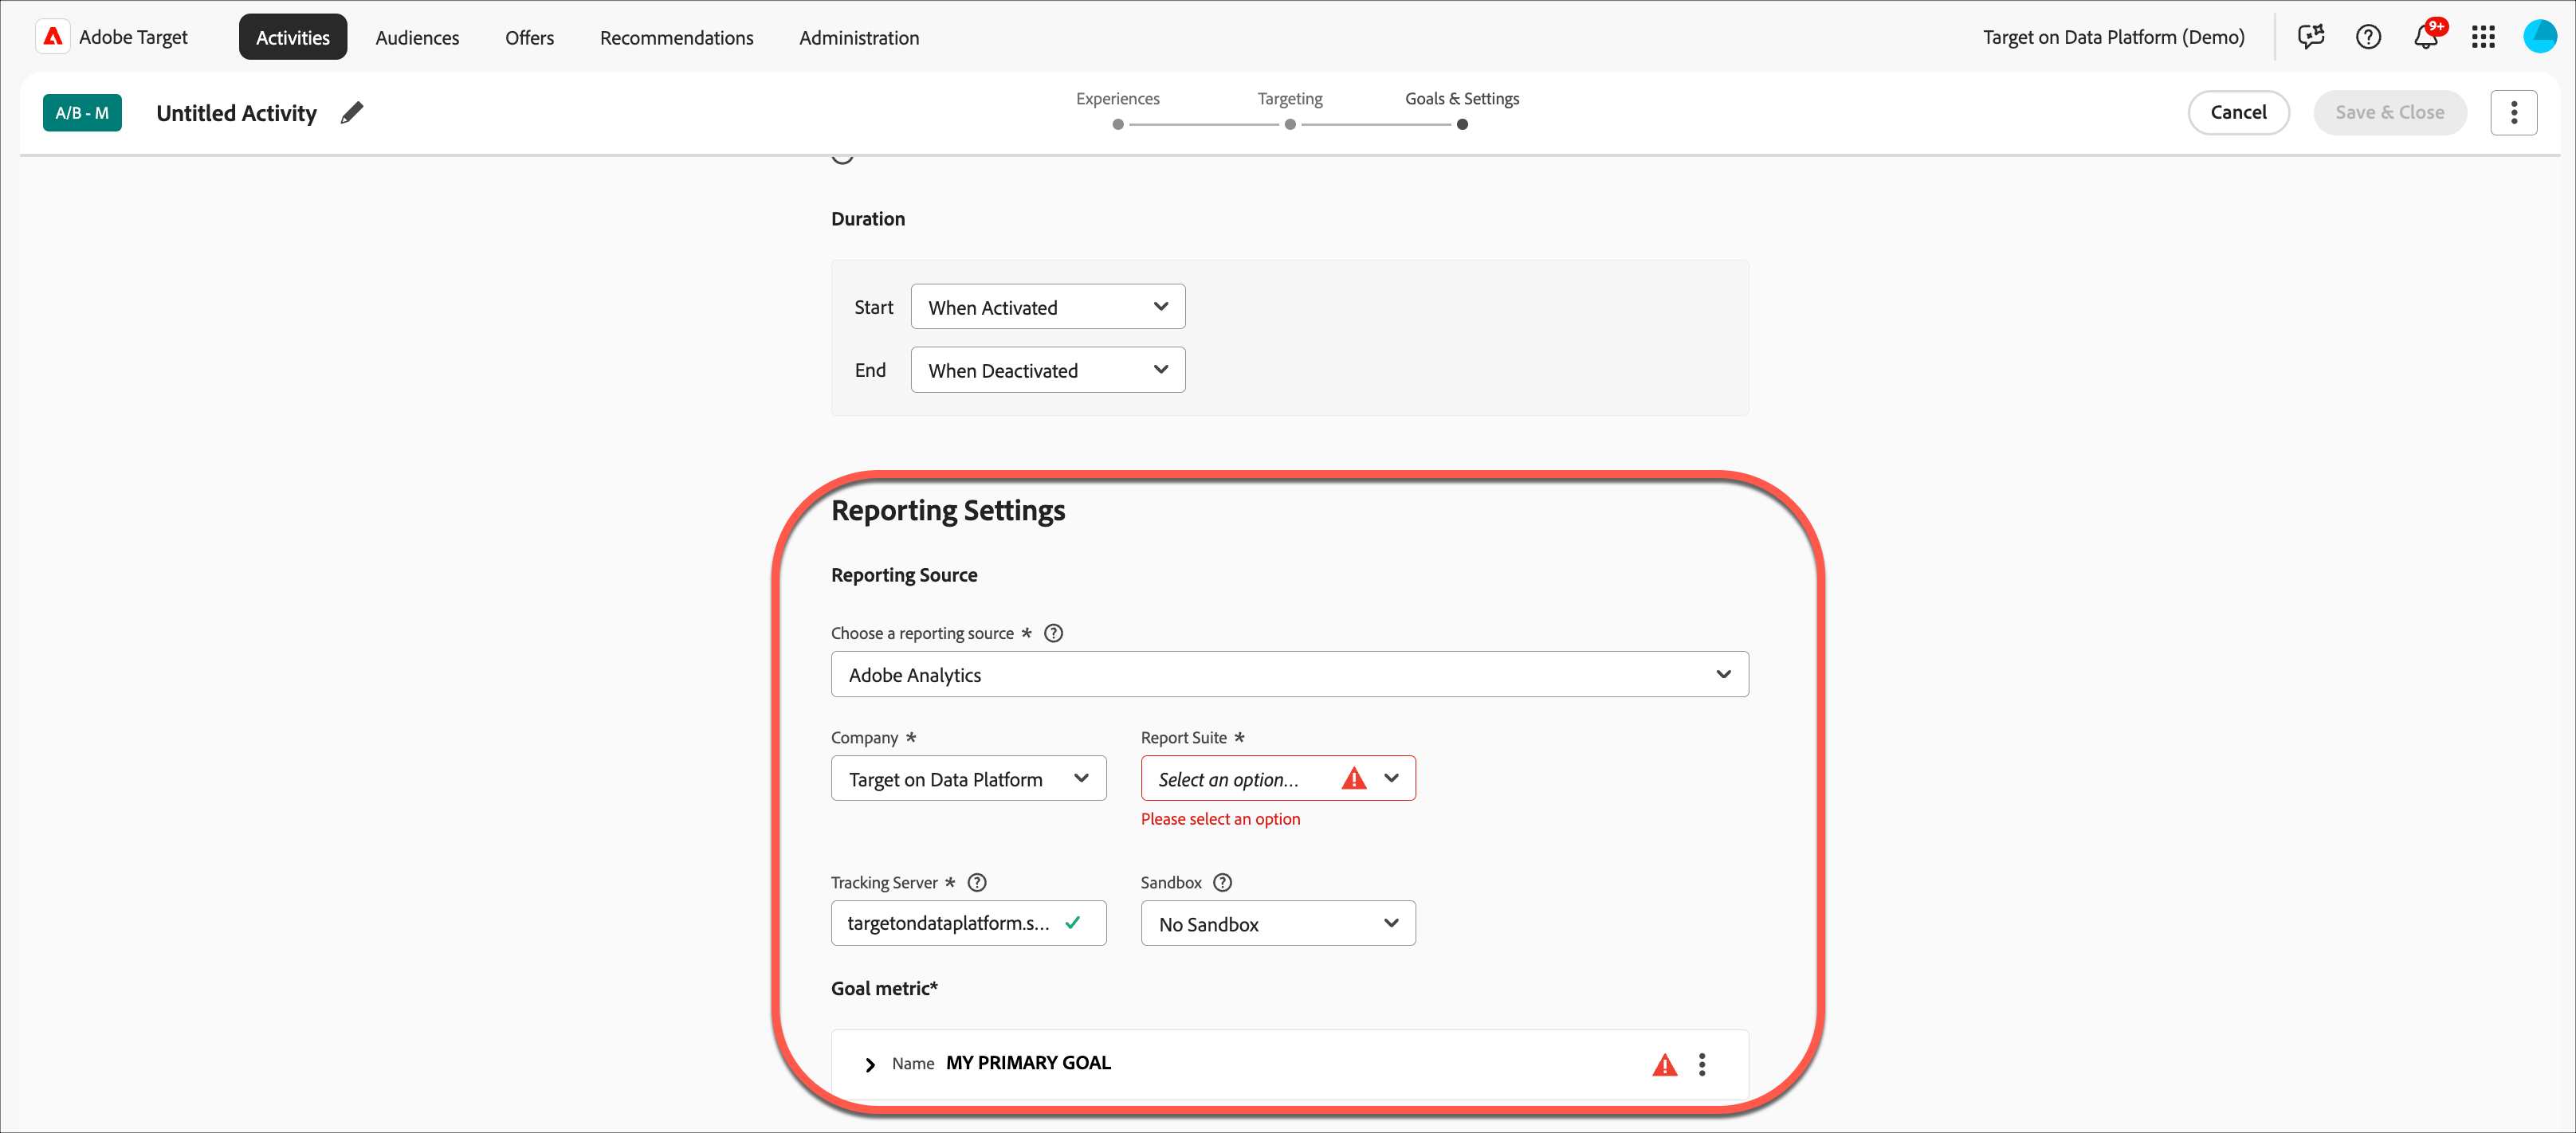 Adobe Target
Activities
Audiences
Offers
Recommendations
Administration
Target on Data Platform (Demo)
9+
A/B - M
Untitled Activity
Experiences
Targeting
Goals & Settings
Cancel
Save & Close
Duration
Start
When Activated
End
When Deactivated
Reporting Settings
Reporting Source
Choose a reporting source *
Adobe Analytics
Company *
Report Suite *
Target on Data Platform
Select an option...
Please select an option
Tracking Server *
Sandbox
targetondataplatform.s...
No Sandbox
Goal metric*
Name MY PRIMARY GOAL